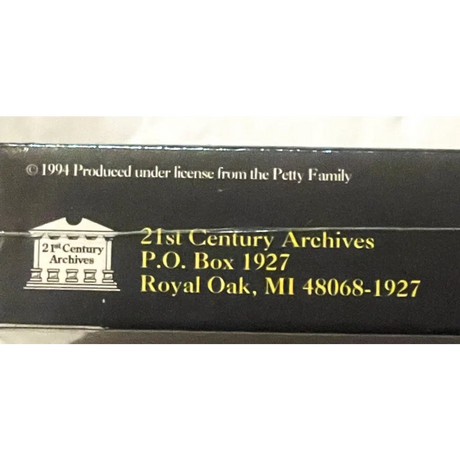 © 1994 Produced under license from the Petty Family
21st Century
Archives
21st Century Archives
P.O. Box 1927
Royal Oak, MI 48068-1927